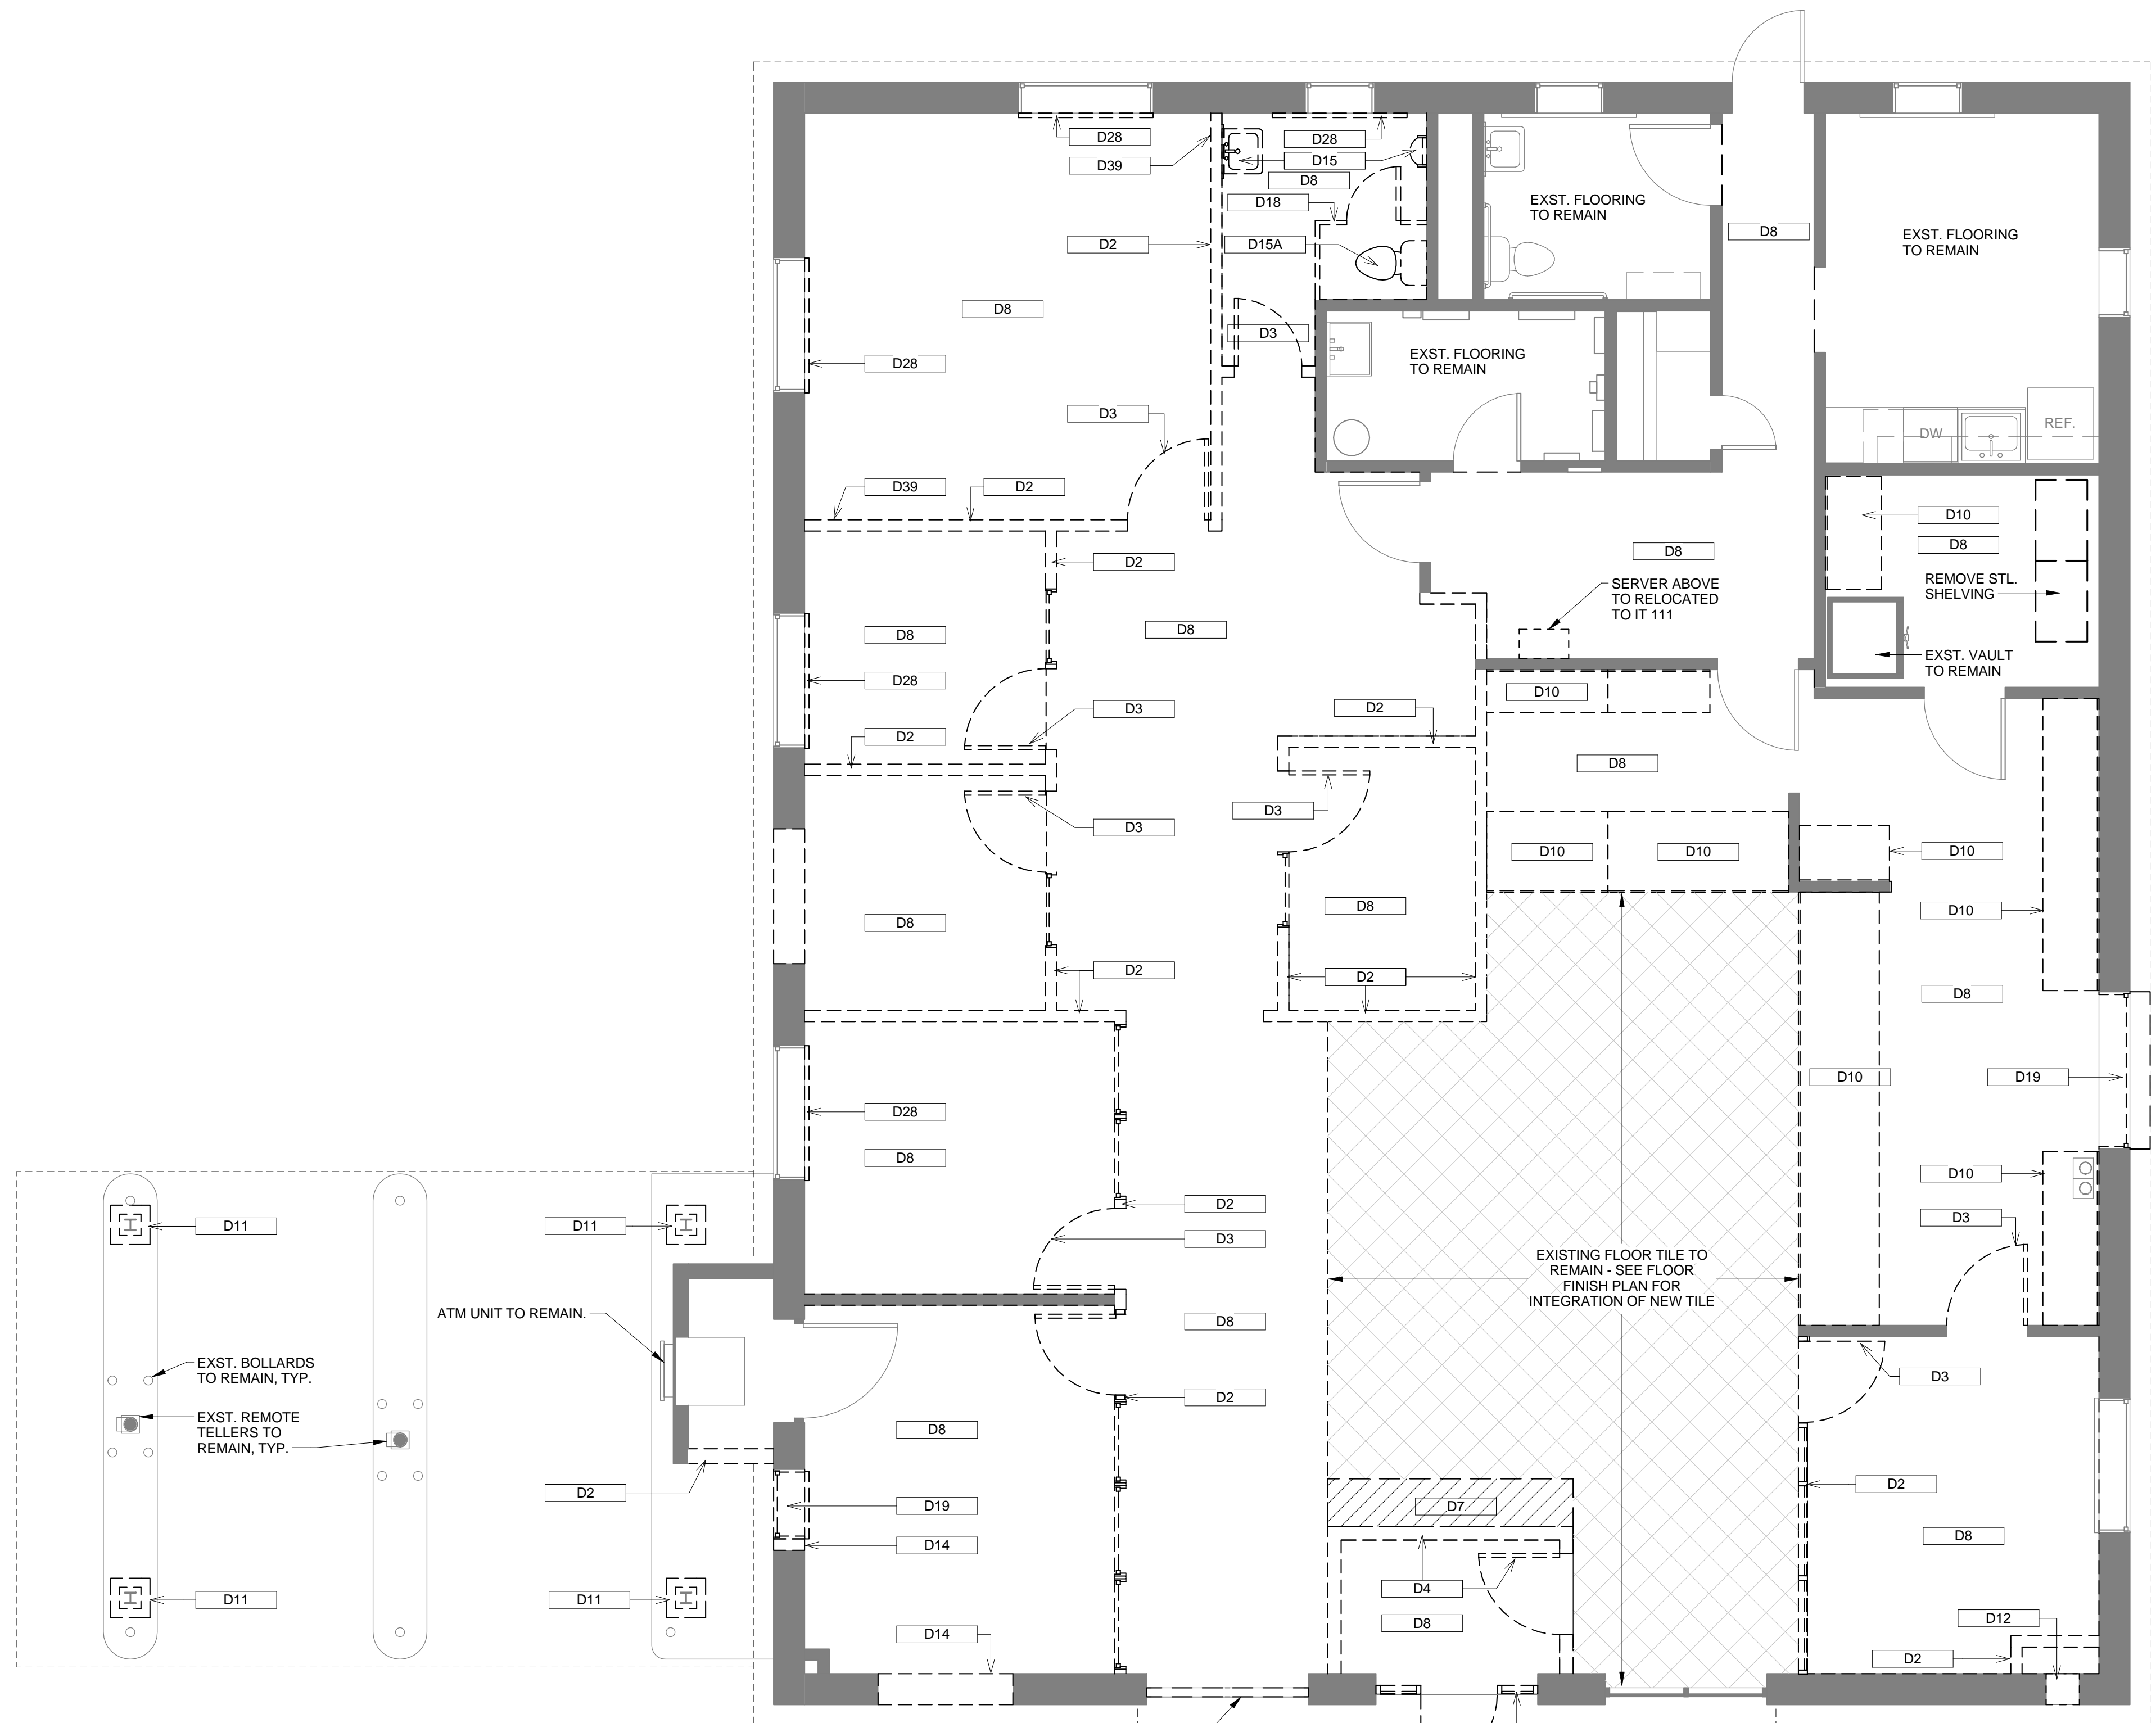 D28
D28
D39
D15
D8
D18
EXST. FLOORING
TO REMAIN
D8
EXST. FLOORING
TO REMAIN
D2
D15A
D8
D3
EXST. FLOORING
TO REMAIN
D28
D3
DW
REF.
D39
D2
D10
D8
D2
D8
SERVER ABOVE
TO RELOCATED
TO IT 111
REMOVE STL.
SHELVING
D8
D8
EXST. VAULT
TO REMAIN
D28
D10
D3
D2
D2
D8
D3
D3
D10
D10
D10
D8
D8
D10
D2
D2
D8
D10
D19
D28
D8
D10
D2
D3
D3
D11
D11
EXISTING FLOOR TILE TO
REMAIN - SEE FLOOR
FINISH PLAN FOR
INTEGRATION OF NEW TILE
ATM UNIT TO REMAIN.
D8
EXST. BOLLARDS
TO REMAIN, TYP.
D3
D2
EXST. REMOTE
TELLERS TO
REMAIN, TYP.
D8
D2
D2
D19
D7
D14
D8
D11
D11
D4
D8
D14
D12
D2